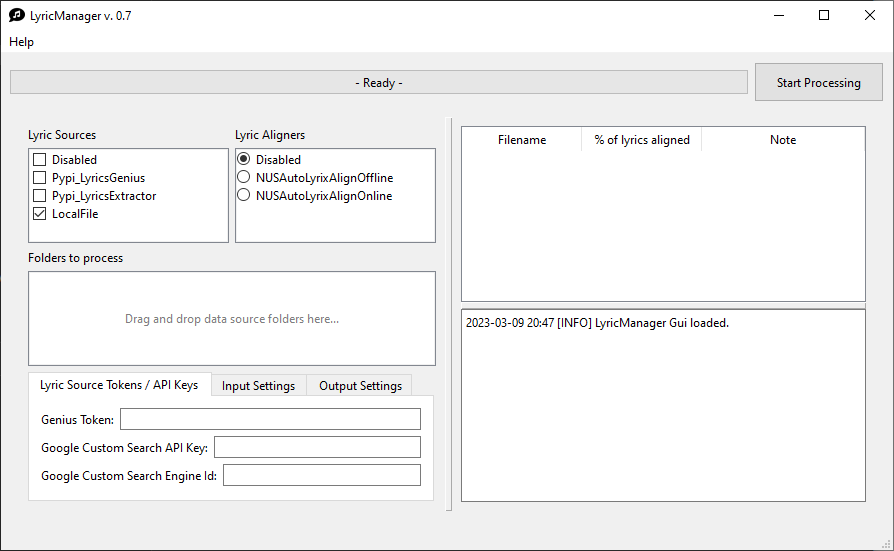 LyricManager v. 0.7
Help
- Ready -
Start Processing
Lyric Sources
Disabled
Pypi_LyricsGenius
Pypi_LyricsExtractor
LocalFile
Lyric Aligners
Disabled
NUSAutoLyrixAlignOffline
NUSAutoLyrixAlignOnline
Folders to process
Drag and drop data source folders here...
Lyric Source Tokens / API Keys Input Settings Output Settings
Genius Token:
Google Custom Search API Key:
Google Custom Search Engine Id:
Filename % of lyrics aligned Note
2023-03-09 20:47 [INFO] LyricManager Gui loaded.